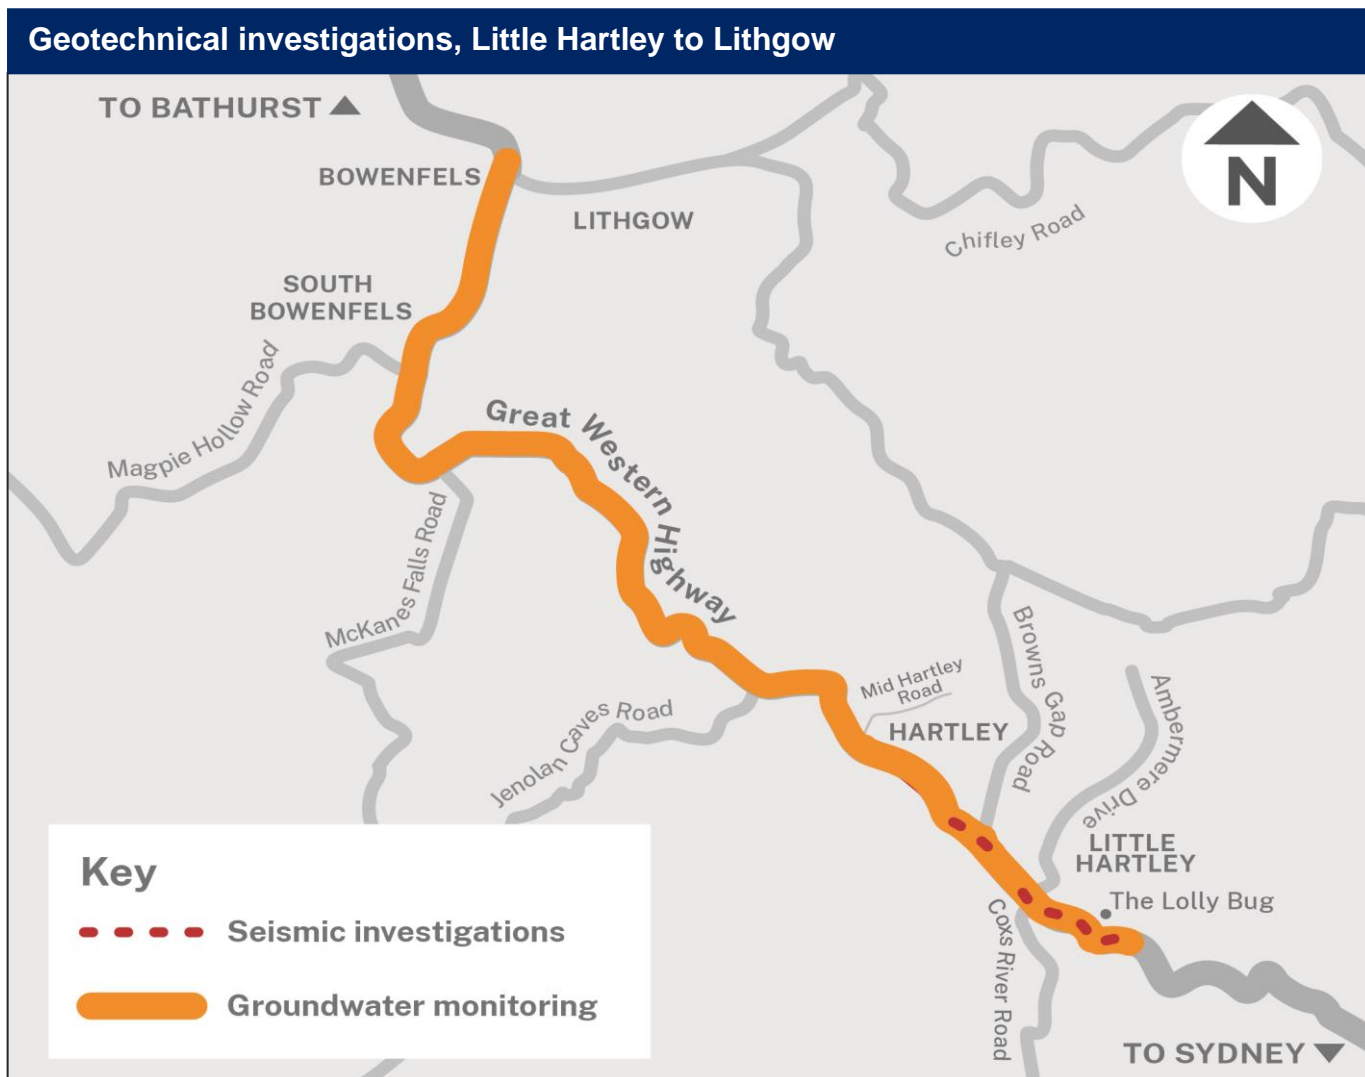 Geotechnical investigations, Little Hartley to Lithgow
TO BATHURST
N
BOWENFELS
LITHGOW
Chifley Road
SOUTH
BOWENFELS
Magpie Hollow Road
Great Western Highway
McKanes Falls Road
Mid Hartley
Road
Browns Gap Road
Ambermere Drive
Jenolan Caves Road
HARTLEY
LITTLE
HARTLEY
The Lolly Bug
Coxs River Road
TO SYDNEY
Key
Seismic investigations
Groundwater monitoring